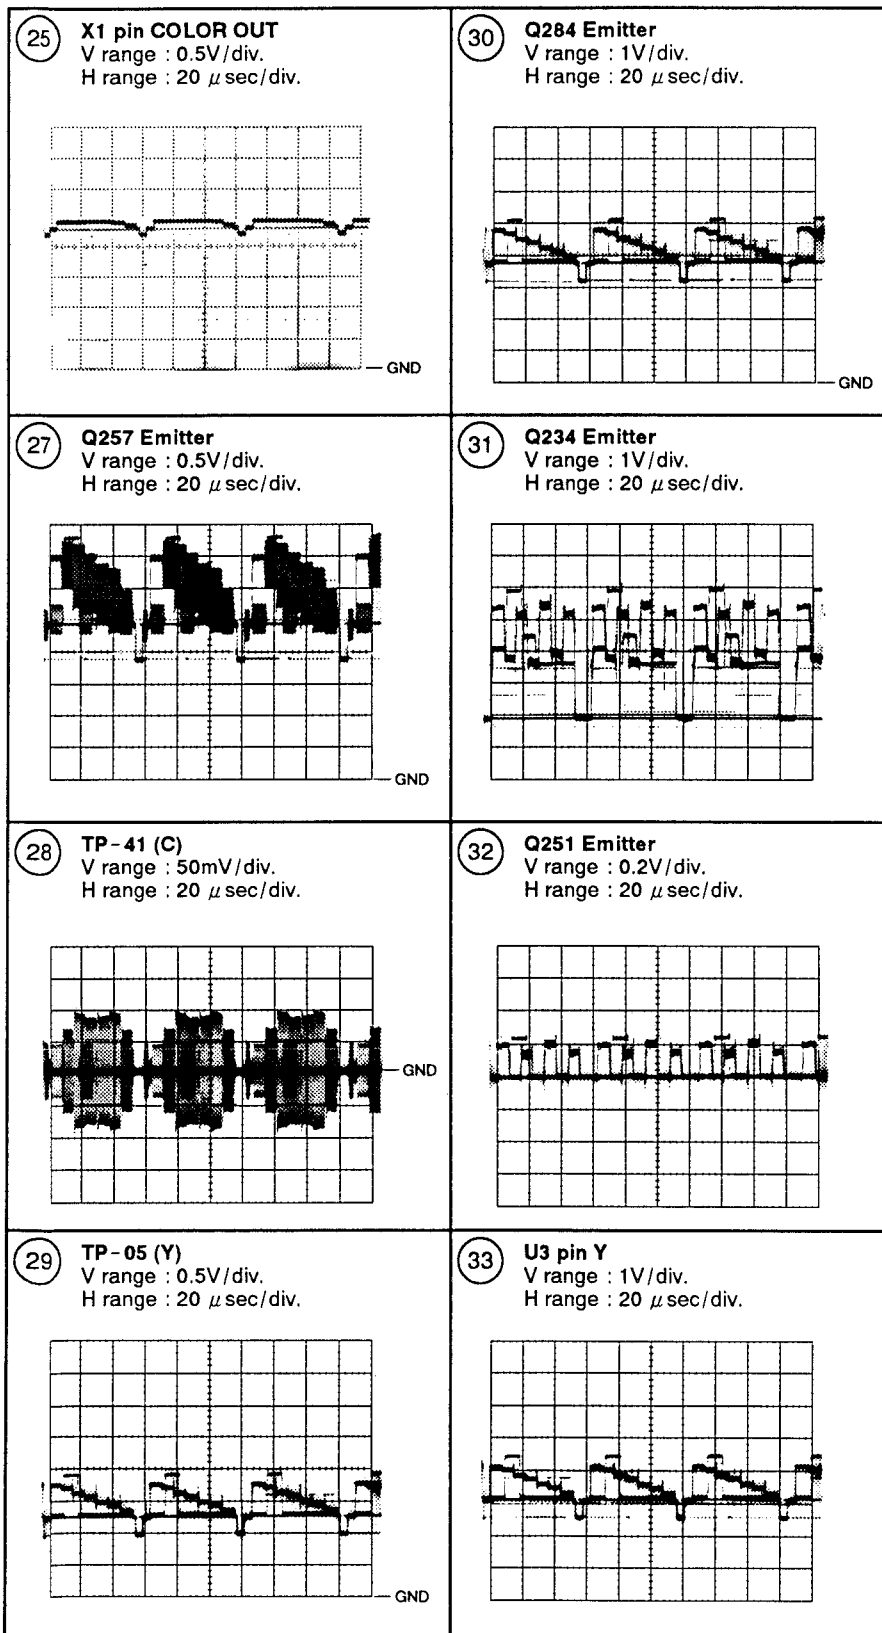 25
X1 pin COLOR OUT
V range : 0.5V/div.
H range : 20 μsec/div.
GND
27
Q257 Emitter
V range : 0.5V/div.
H range : 20 μsec/div.
GND
28
TP-41 (C)
V range : 50mV/div.
H range : 20 μsec/div.
GND
29
TP-05 (Y)
V range : 0.5V/div.
H range : 20 μsec/div.
GND
30
Q284 Emitter
V range : 1V/div.
H range : 20 μsec/div.
GND
31
Q234 Emitter
V range : 1V/div.
H range : 20 μsec/div.
32
Q251 Emitter
V range : 0.2V/div.
H range : 20 μsec/div.
33
U3 pin Y
V range : 1V/div.
H range : 20 μsec/div.